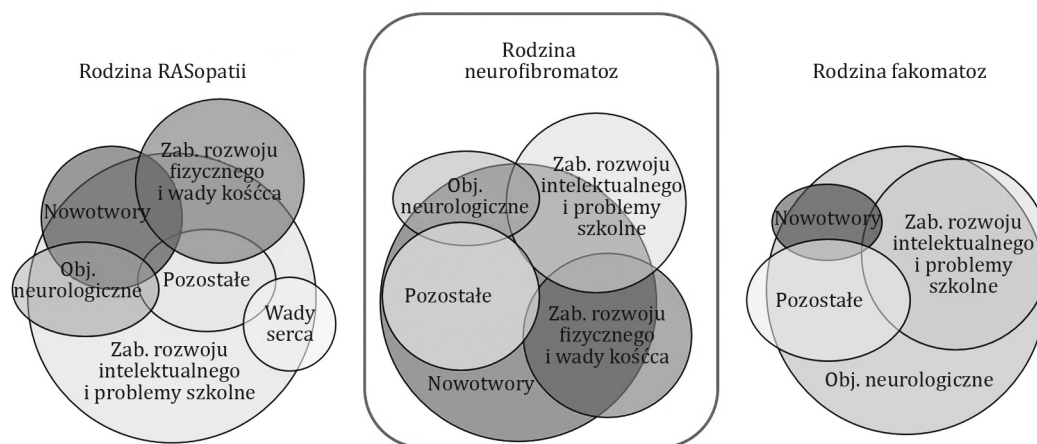 Rodzina RASopatii
Zab. rozwoju
fizycznego
i wady kośćca
Nowotwory
Obj.
neurologiczne
Pozostałe
Wady
serca
Zab. rozwoju
intelektualnego
i problemy szkolne
Rodzina
neurofibromatoz
Obj.
neurologiczne
Zab. rozwoju
intelektualnego
i problemy
szkolne
Pozostałe
Zab. rozwoju
fizycznego
i wady kośćca
Nowotwory
Rodzina fakomatoz
Nowotwory
Zab. rozwoju
intelektualnego
i problemy
szkolne
Pozostałe
Obj. neurologiczne